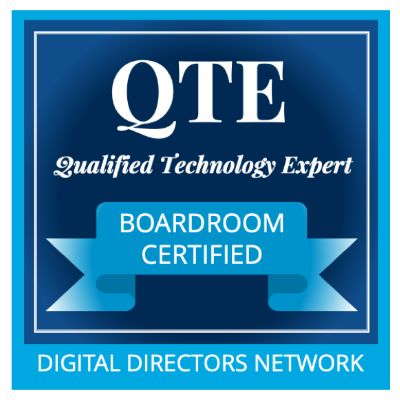 QTE
Qualified Technology Expert
BOARDROOM
CERTIFIED
DIGITAL DIRECTORS NETWORK